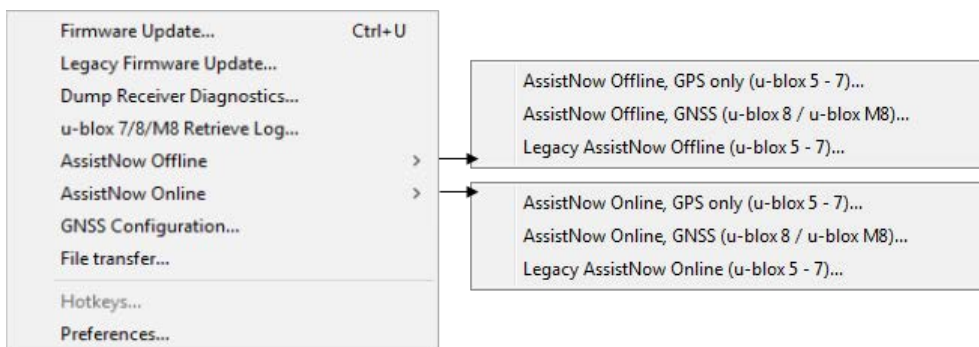 Firmware Update... Ctrl+U
Legacy Firmware Update...
Dump Receiver Diagnostics...
u-blox 7/8/M8 Retrieve Log...
AssistNow Offline >
AssistNow Online >
GNSS Configuration...
File transfer...
Hotkeys...
Preferences...
AssistNow Offline, GPS only (u-blox 5 - 7)...
AssistNow Offline, GNSS (u-blox 8 / u-blox M8)...
Legacy AssistNow Offline (u-blox 5 - 7)...
AssistNow Online, GPS only (u-blox 5 - 7)...
AssistNow Online, GNSS (u-blox 8 / u-blox M8)...
Legacy AssistNow Online (u-blox 5 - 7)...